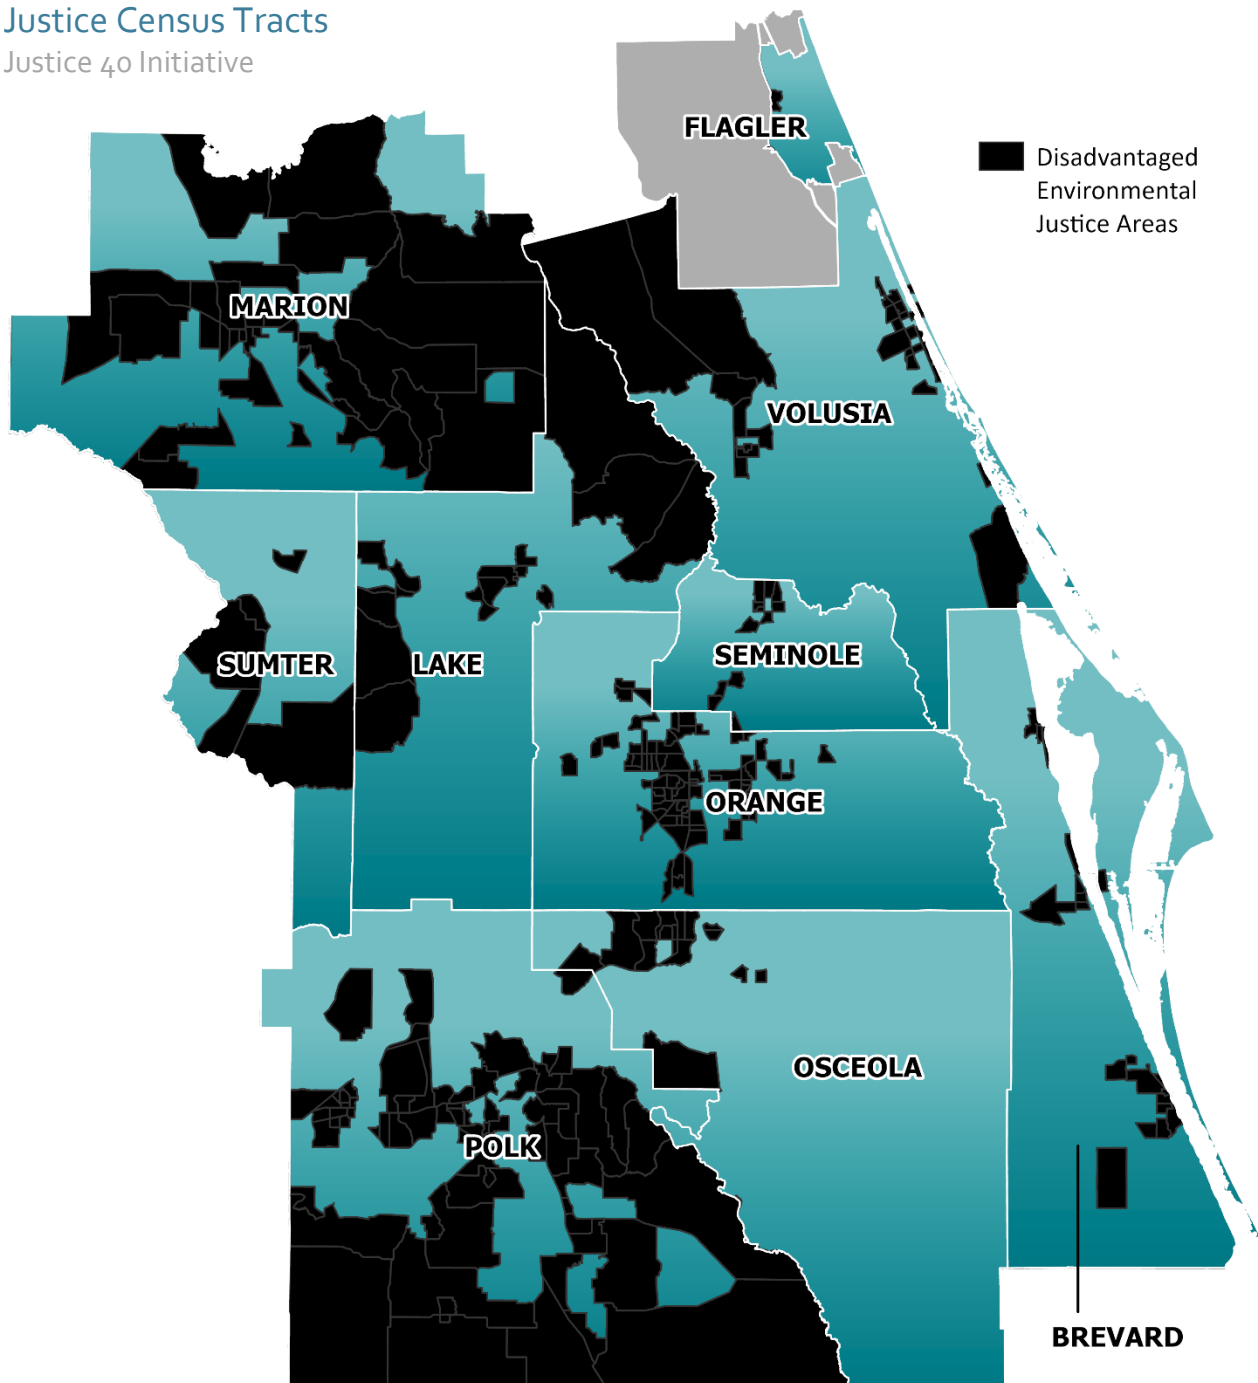 Justice Census Tracts
Justice 40 Initiative
FLAGLER
Disadvantaged
Environmental
Justice Areas
MARION
VOLUSIA
SUMTER
LAKE
SEMINOLE
ORANGE
OSCEOLA
POLK
BREVARD